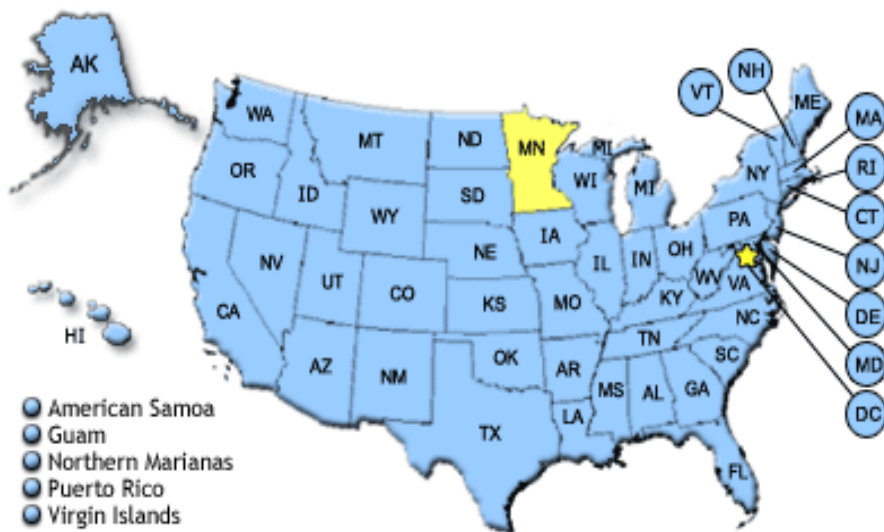 AK
WA
MT
ND
MN
OR
ID
WY
SD
WI
MI
MI
NY
ME
VT
NH
MA
RI
CT
NJ
DE
MD
DC
NV
UT
CO
NE
IA
IL
IN
OH
PA
WV
VA
CA
KS
MO
KY
NC
AZ
NM
OK
AR
TN
SC
TX
LA
MS
AL
GA
FL
HI
American Samoa
Guam
Northern Marianas
Puerto Rico
Virgin Islands